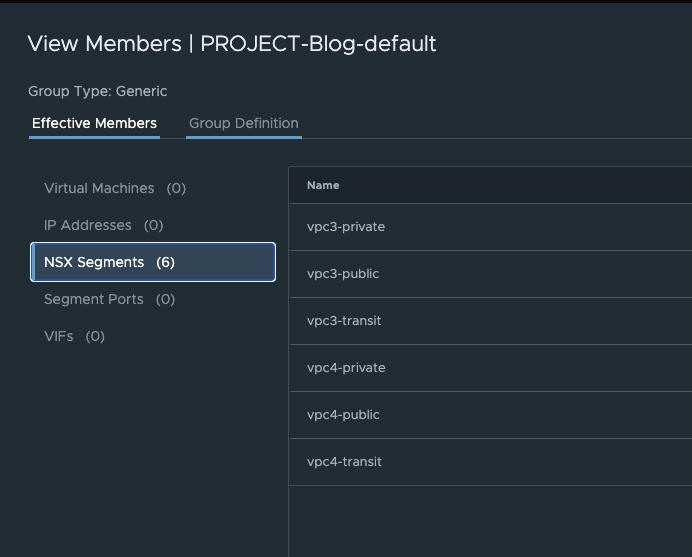 View Members | PROJECT-Blog-default
Group Type: Generic
Effective Members Group Definition
Virtual Machines (0)
IP Addresses (0)
NSX Segments (6)
Segment Ports (0)
VIFs (0)
Name
vpc3-private
vpc3-public
vpc3-transit
vpc4-private
vpc4-public
vpc4-transit